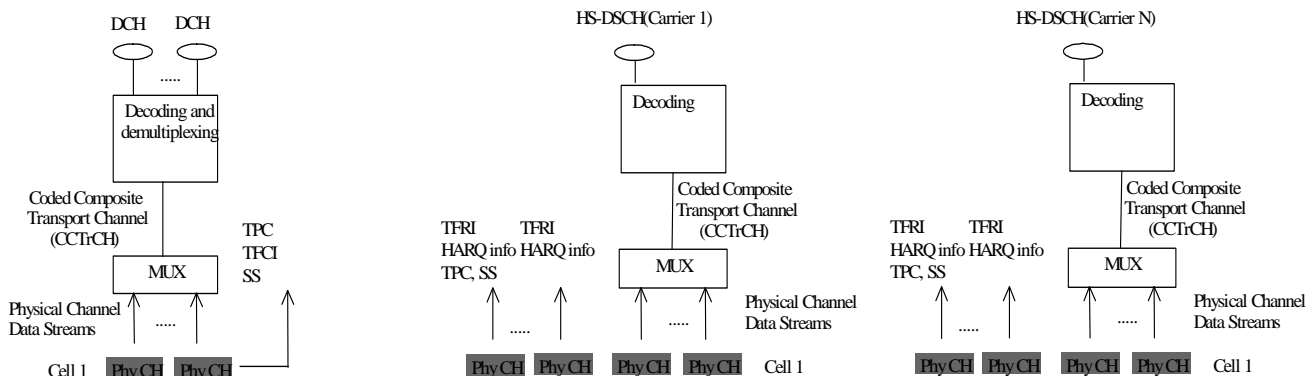 DCH DCH
.....
Decoding and
demultiplexing
Coded Composite
Transport Channel
(CCTrCH)
TPC
TFCI
SS
MUX
Physical Channel
Data Streams
.....
Cell 1 Phy CH Phy CH
HS-DSCH(Carrier 1)
Decoding
Coded Composite
Transport Channel
(CCTrCH)
TFRI TFRI
HARQ info HARQ info
TPC, SS
MUX
Physical Channel
Data Streams
..... .....
Phy CH Phy CH Phy CH Phy CH Cell 1
HS-DSCH(Carrier N)
Decoding
Coded Composite
Transport Channel
(CCTrCH)
TFRI TFRI
HARQ info HARQ info
TPC, SS
MUX
Physical Channel
Data Streams
..... .....
Phy CH Phy CH Phy CH Phy CH Cell 1